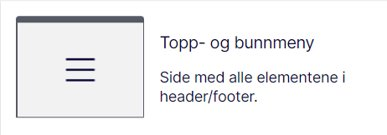 Topp- og bunnmeny
Side med alle elementene i
header/footer.